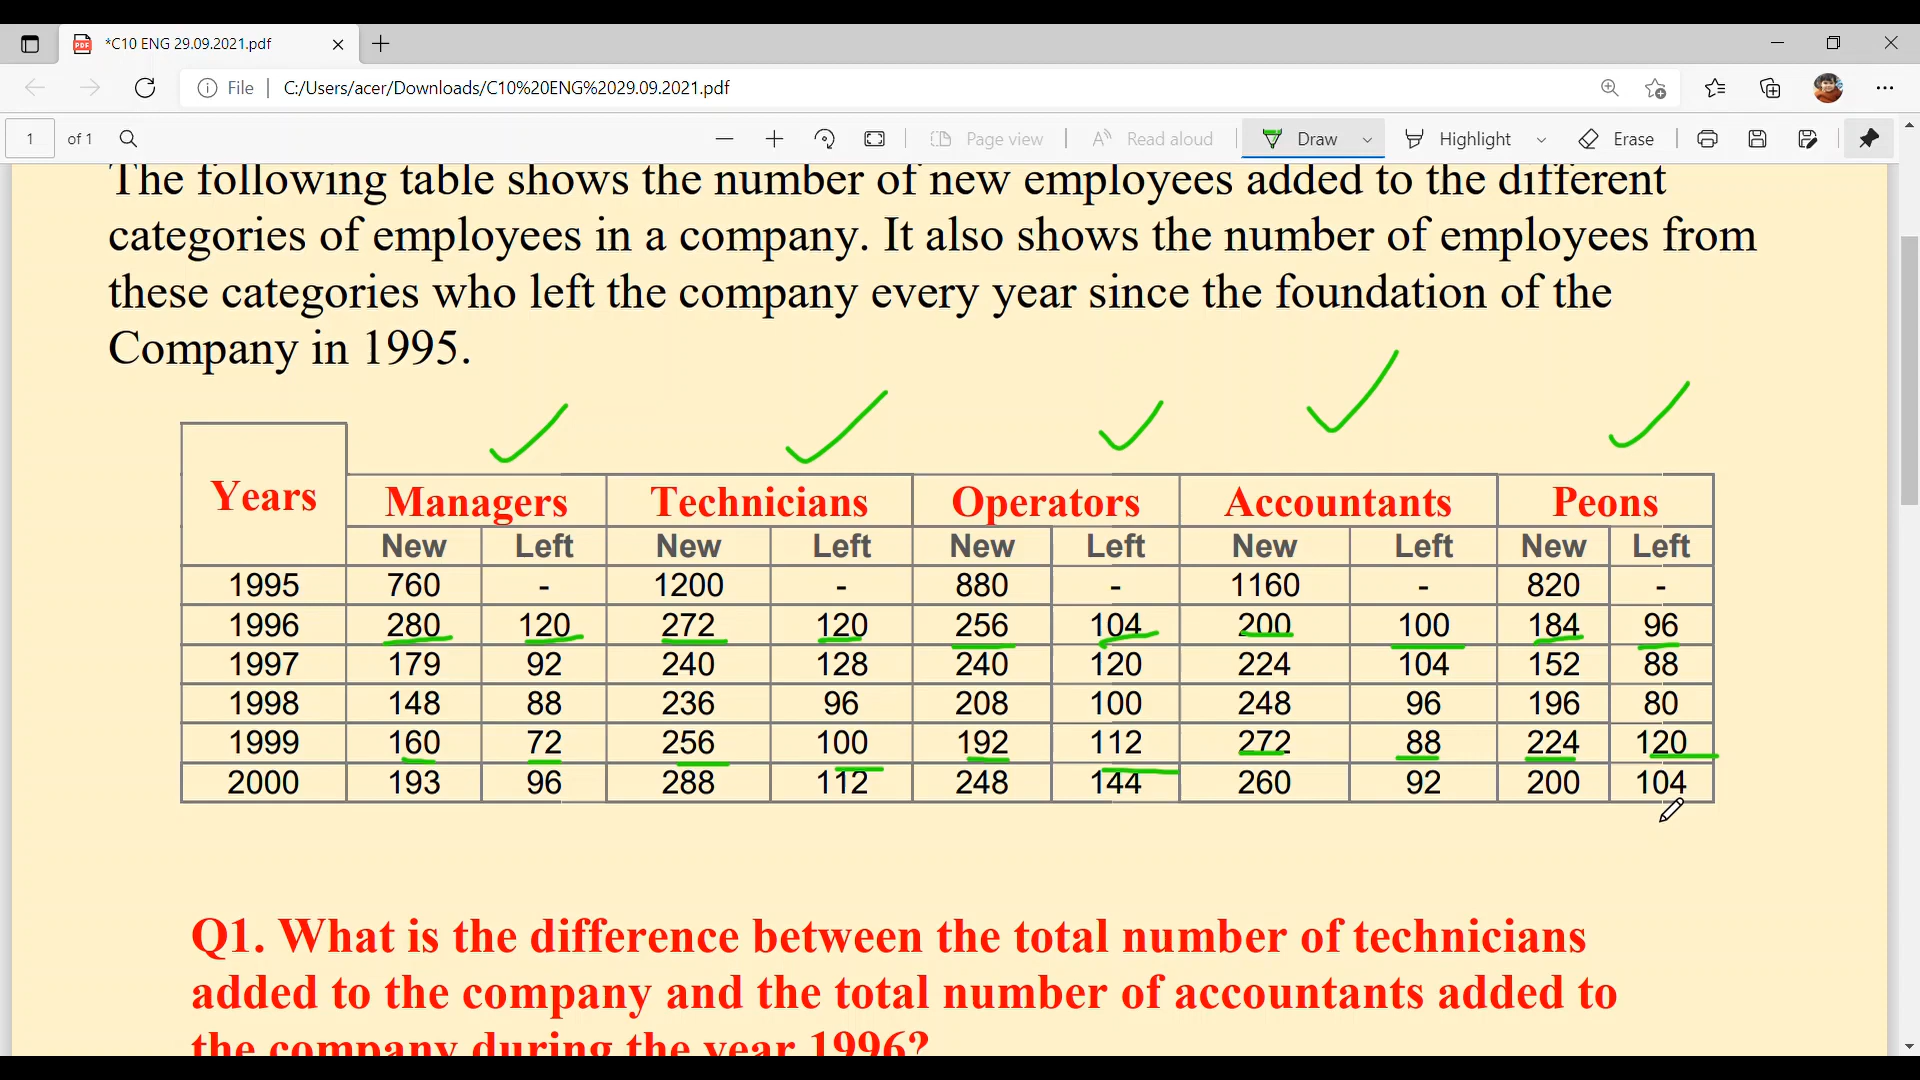 *C10 ENG 29.09.2021.pdf
File | C:/Users/acer/Downloads/C10%20ENG%2029.09.2021.pdf
1 of 1 Page view Read aloud Draw Highlight Erase
The following table shows the number of new employees added to the different
categories of employees in a company. It also shows the number of employees from
these categories who left the company every year since the foundation of the
Company in 1995.
Years Managers Technicians Operators Accountants Peons
New Left New Left New Left New Left New Left
1995 760 - 1200 - 880 - 1160 - 820 -
1996 280 120 272 120 256 104 200 100 184 96
1997 179 92 240 128 240 120 224 104 152 88
1998 148 88 236 96 208 100 248 96 196 80
1999 160 72 256 100 192 112 272 88 224 120
2000 193 96 288 112 248 144 260 92 200 104
Q1. What is the difference between the total number of technicians
added to the company and the total number of accountants added to
the company during the year 1996?